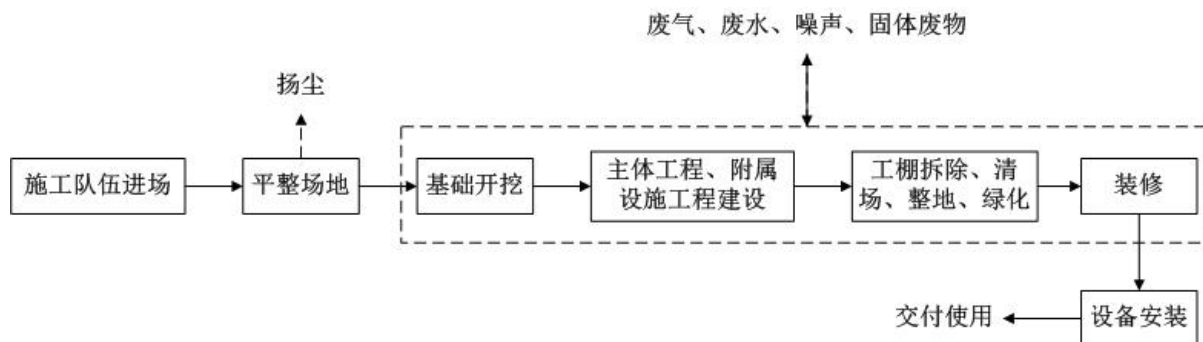 废气、废水、噪声、固体废物
扬尘
施工队伍进场
平整场地
基础开挖
主体工程、附属
设施工程建设
工棚拆除、清
场、整地、绿化
装修
交付使用
设备安装